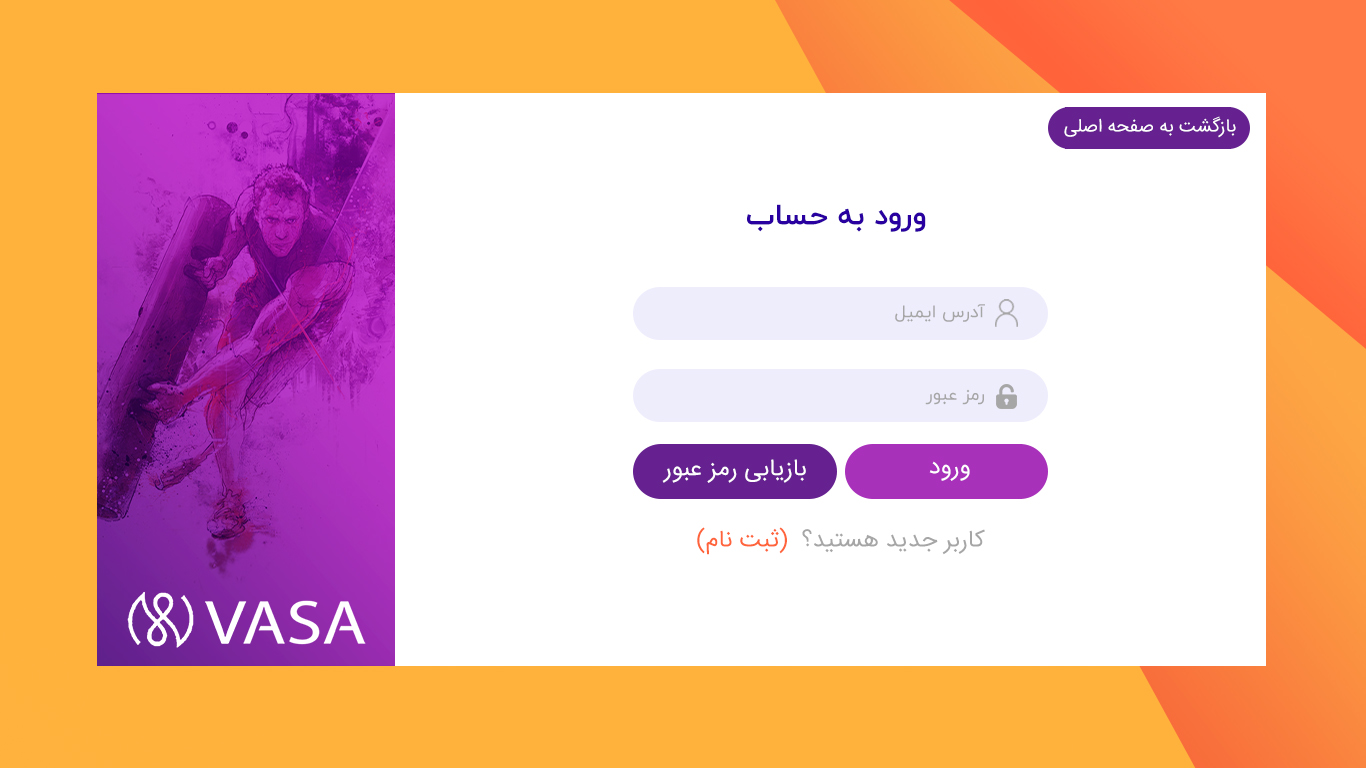 بازگشت به صفحه اصلی
ورود به حساب
آدرس ایمیل
رمز عبور
ورود
بازیابی رمز عبور
کاربر جدید هستید؟ (ثبت نام)
VASA